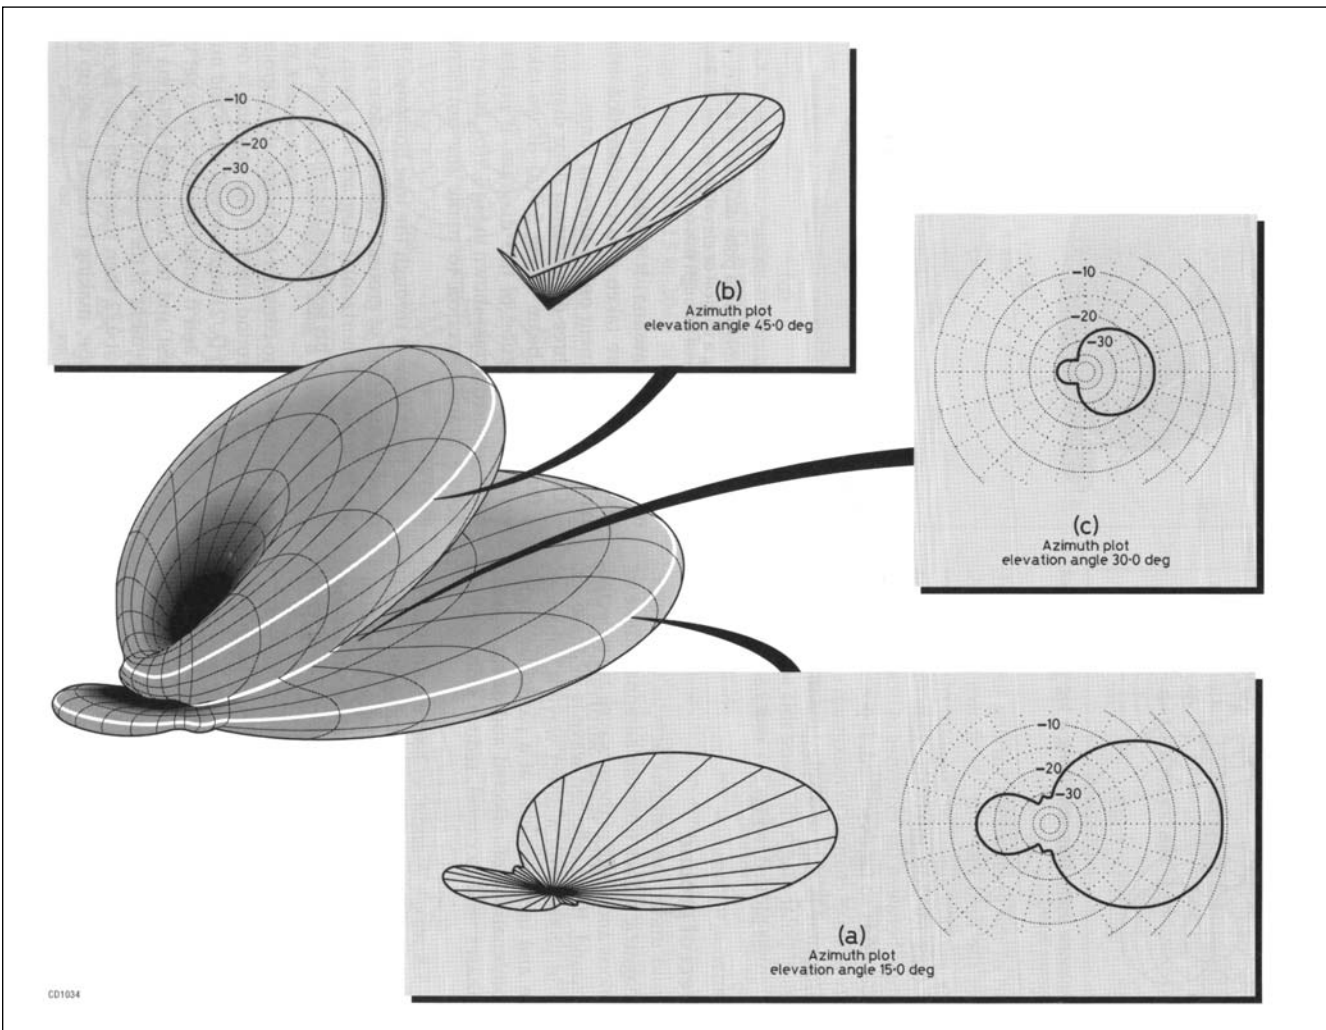 −10
−20
−30
(b)
Azimuth plot
elevation angle 45·0 deg
−10
−20
−30
(c)
Azimuth plot
elevation angle 30·0 deg
−10
−20
−30
(a)
Azimuth plot
elevation angle 15·0 deg
CD1034